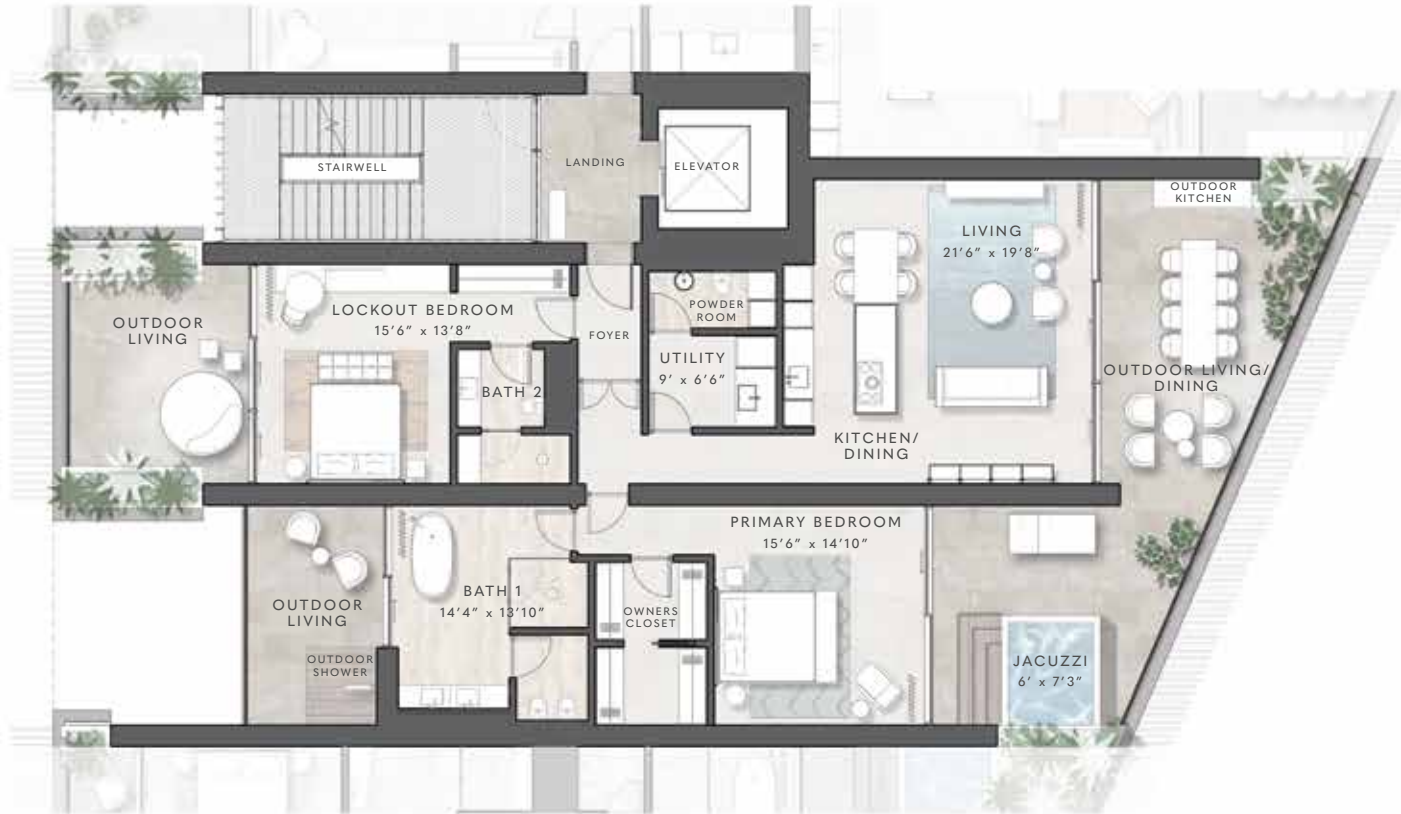 STAIRWELL
LANDING
ELEVATOR
OUTDOOR
KITCHEN
LIVING
21'6" x 19'8"
OUTDOOR
LIVING
LOCKOUT BEDROOM
15'6" x 13'8"
FOYER
POWDER
ROOM
UTILITY
9' x 6'6"
BATH 2
OUTDOOR LIVING/
DINING
KITCHEN/
DINING
PRIMARY BEDROOM
15'6" x 14'10"
OUTDOOR
LIVING
BATH 1
14'4" x 13'10"
OWNERS
CLOSET
OUTDOOR
SHOWER
JACUZZI
6' x 7'3"